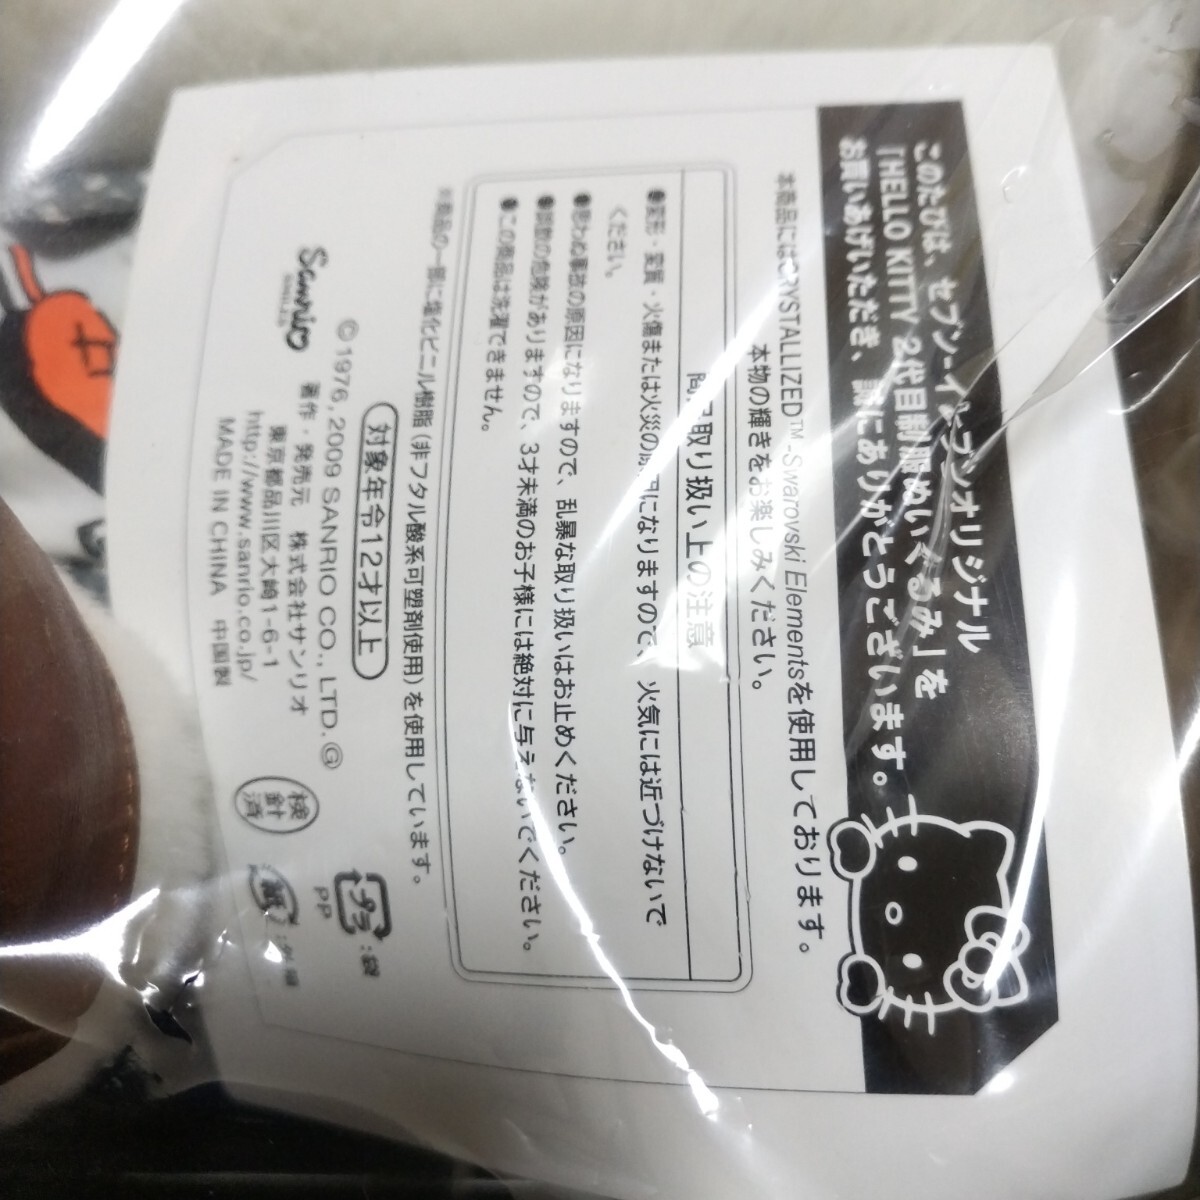 このたびは、セブン-イレブンオリジナル
「HELLO KITTY 2代目制服ぬいぐるみ」を
お買いあげいただき、誠にありがとうございます。
本商品にはCRYSTALLIZED™-Swarovski Elementsを使用しております。
本物の輝きをお楽しみください。
商品取り扱い上の注意
●変形・変質・火傷または火災の原因になりますので、火気には近づけないで
ください。
●思わぬ事故の原因になりますので、乱暴な取り扱いはお止めください。
●誤飲の危険がありますので、3才未満のお子様には絶対に与えないでください。
●この商品は洗濯できません。
本商品の一部に塩化ビニル樹脂(非フタル酸系可塑剤使用)を使用しています。
対象年令12才以上
Sanrio
© 1976, 2009 SANRIO CO., LTD. Ⓖ
著作・発売元 株式会社サンリオ
東京都品川区大崎1-6-1
http://www.sanrio.co.jp/
MADE IN CHINA 中国製
検針済
プラ
:袋
PP
紙